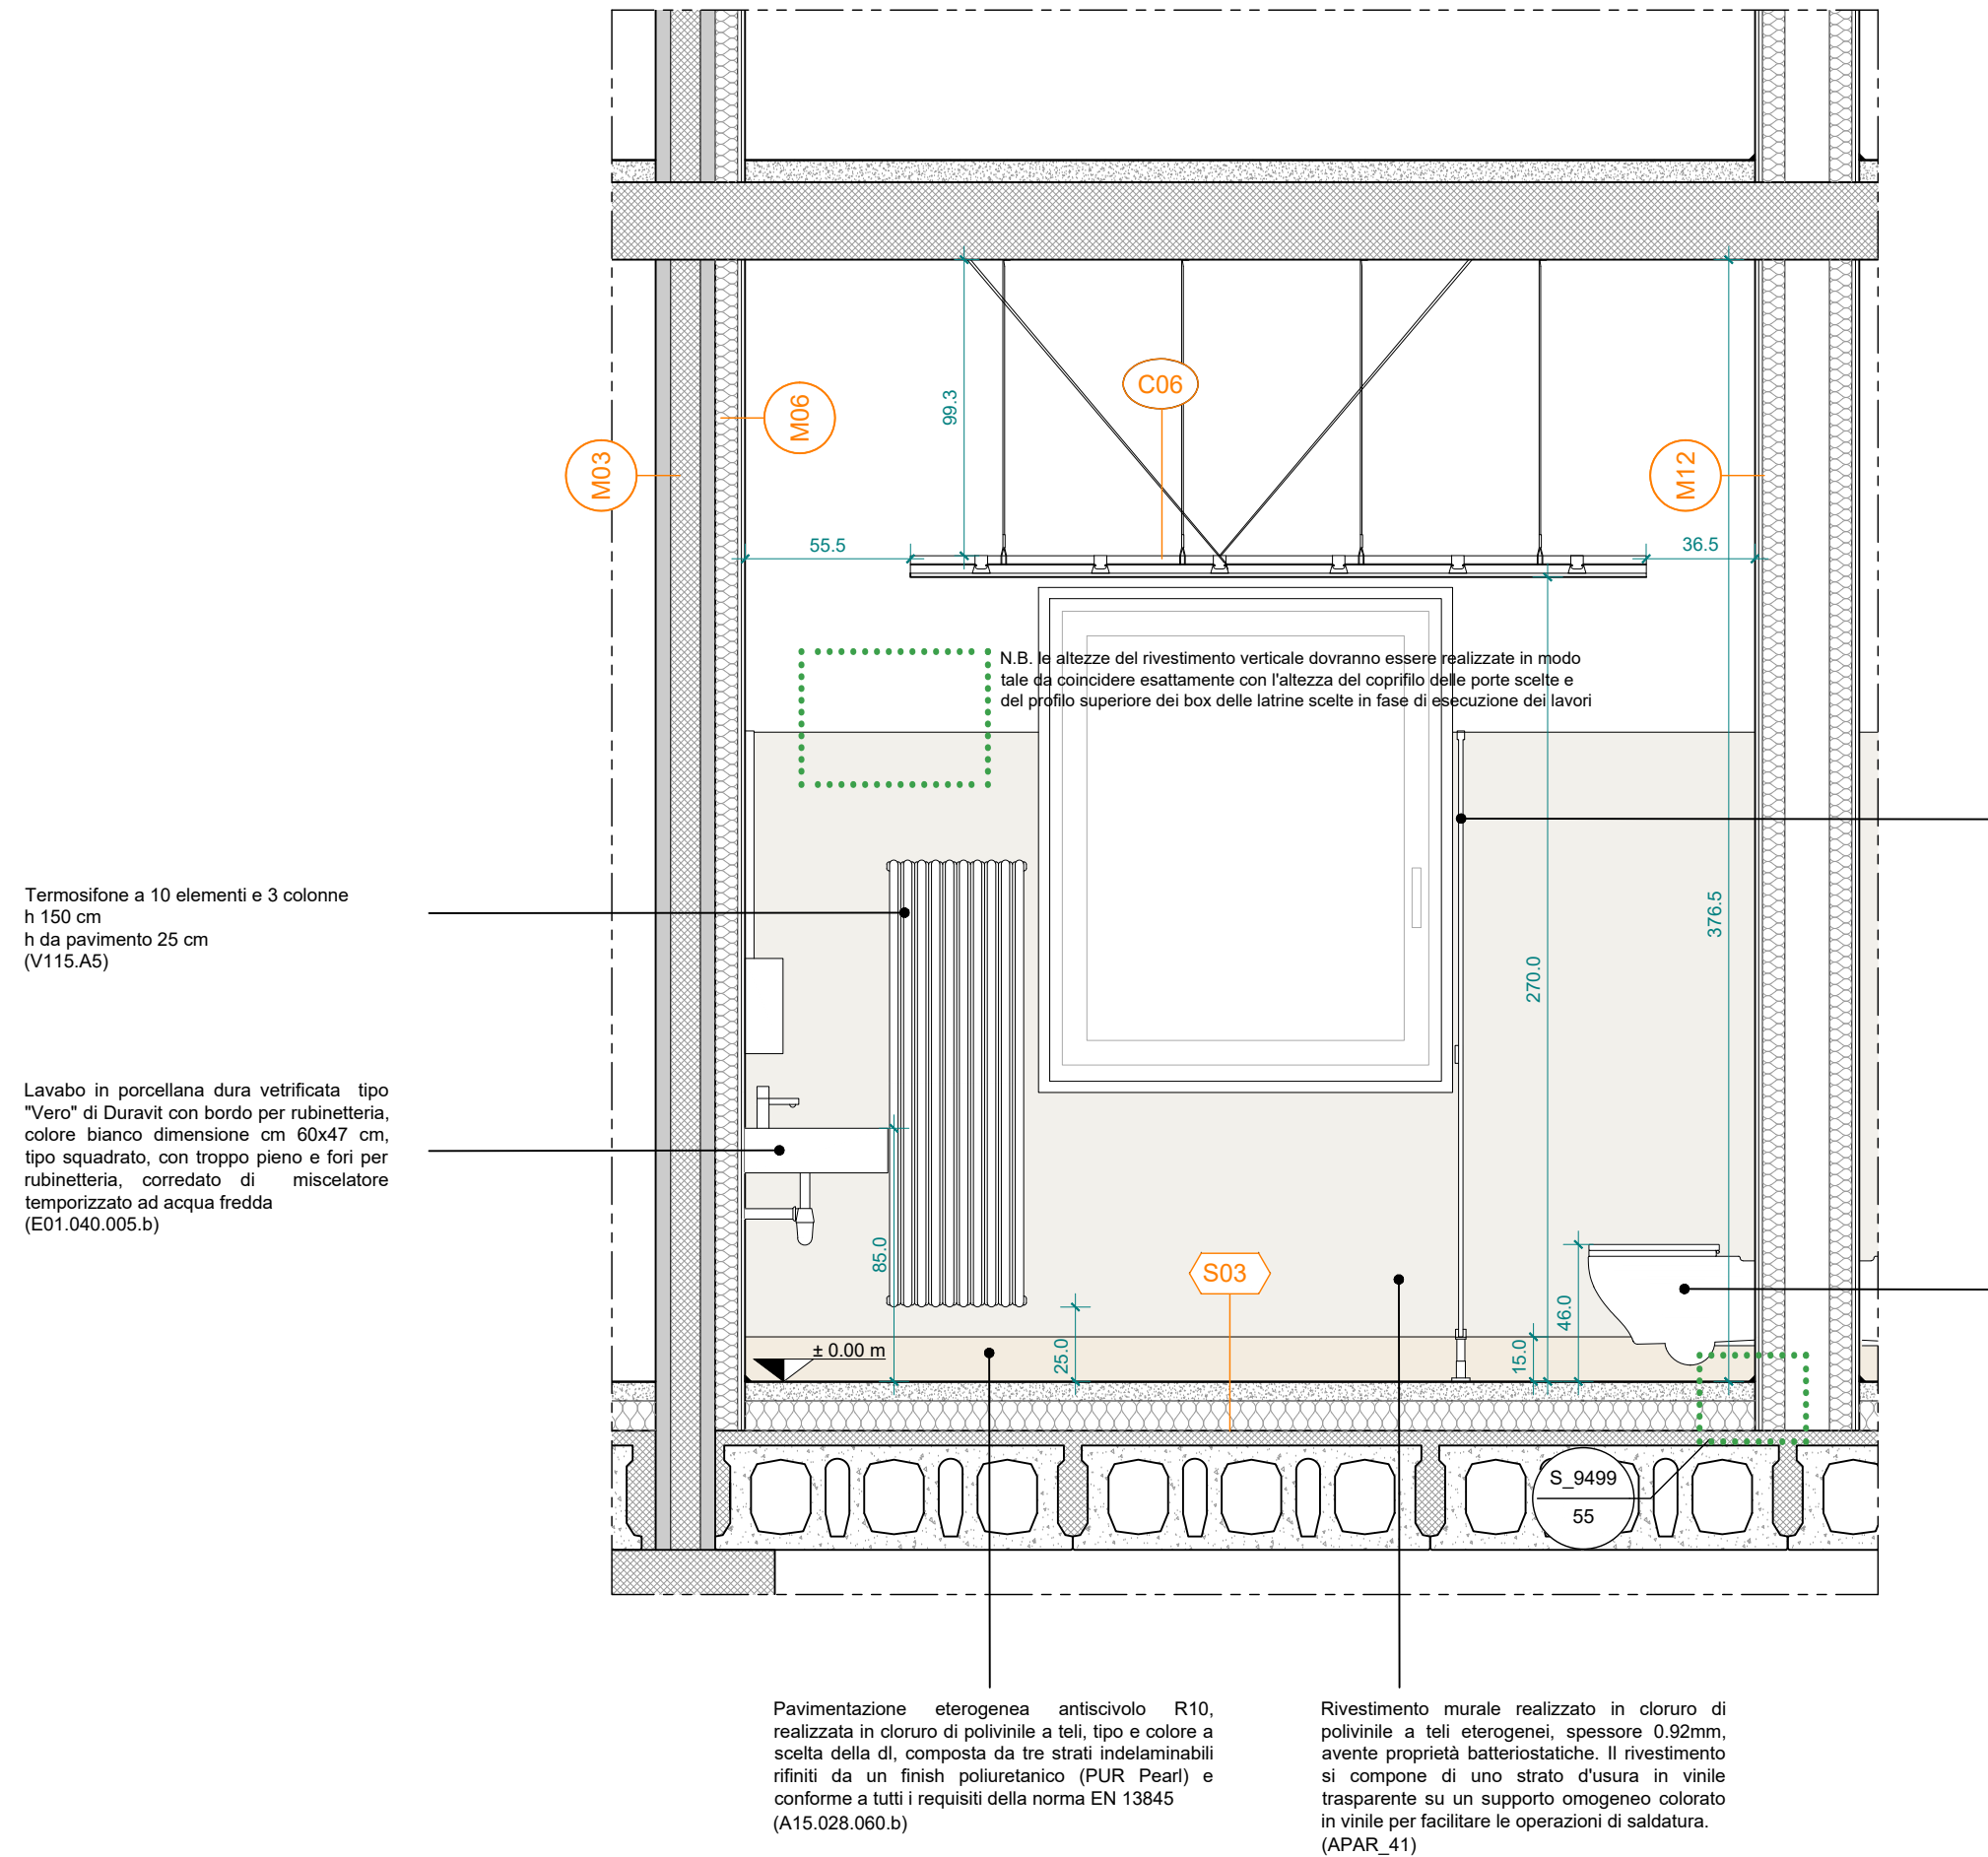 C06
99.3
M06
M03
M12
55.5
36.5
N.B. le altezze del rivestimento verticale dovranno essere realizzate in modo
tale da coincidere esattamente con l'altezza del coprifilo delle porte scelte e
del profilo superiore dei box delle latrine scelte in fase di esecuzione dei lavori
Termosifone a 10 elementi e 3 colonne
h 150 cm
h da pavimento 25 cm
(V115.A5)
376.5
270.0
Lavabo in porcellana dura vetrificata tipo
"Vero" di Duravit con bordo per rubinetteria,
colore bianco dimensione cm 60x47 cm,
tipo squadrato, con troppo pieno e fori per
rubinetteria, corredato di miscelatore
temporizzato ad acqua fredda
(E01.040.005.b)
85.0
S03
46.0
± 0.00 m
25.0
15.0
S_9499
55
Pavimentazione eterogenea antiscivolo R10,
realizzata in cloruro di polivinile a teli, tipo e colore a
scelta della dl, composta da tre strati indelaminabili
rifiniti da un finish poliuretanico (PUR Pearl) e
conforme a tutti i requisiti della norma EN 13845
(A15.028.060.b)
Rivestimento murale realizzato in cloruro di
polivinile a teli eterogenei, spessore 0.92mm,
avente proprietà batteriostatiche. Il rivestimento
si compone di uno strato d'usura in vinile
trasparente su un supporto omogeneo colorato
in vinile per facilitare le operazioni di saldatura.
(APAR_41)